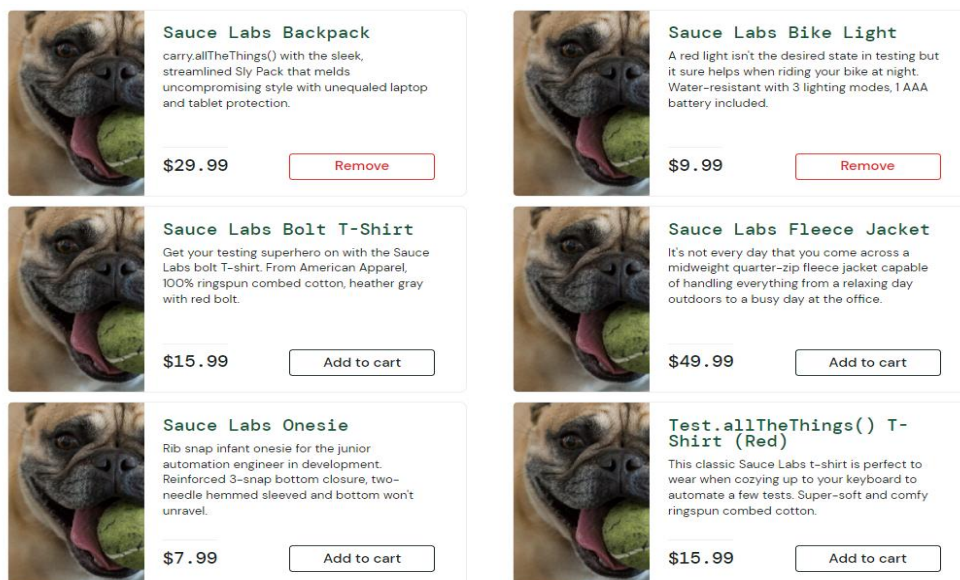 Sauce Labs Backpack
carry.allTheThings() with the sleek,
streamlined Sly Pack that melds
uncompromising style with unequaled laptop
and tablet protection.
$29.99
Remove
Sauce Labs Bike Light
A red light isn't the desired state in testing but
it sure helps when riding your bike at night.
Water-resistant with 3 lighting modes, 1 AAA
battery included.
$9.99
Remove
Sauce Labs Bolt T-Shirt
Get your testing superhero on with the Sauce
Labs bolt T-shirt. From American Apparel,
100% ringspun combed cotton, heather gray
with red bolt.
$15.99
Add to cart
Sauce Labs Fleece Jacket
It's not every day that you come across a
midweight quarter-zip fleece jacket capable
of handling everything from a relaxing day
outdoors to a busy day at the office.
$49.99
Add to cart
Sauce Labs Onesie
Rib snap infant onesie for the junior
automation engineer in development.
Reinforced 3-snap bottom closure, two-
needle hemmed sleeved and bottom won't
unravel.
$7.99
Add to cart
Test.allTheThings() T-
Shirt (Red)
This classic Sauce Labs t-shirt is perfect to
wear when cozying up to your keyboard to
automate a few tests. Super-soft and comfy
ringspun combed cotton.
$15.99
Add to cart